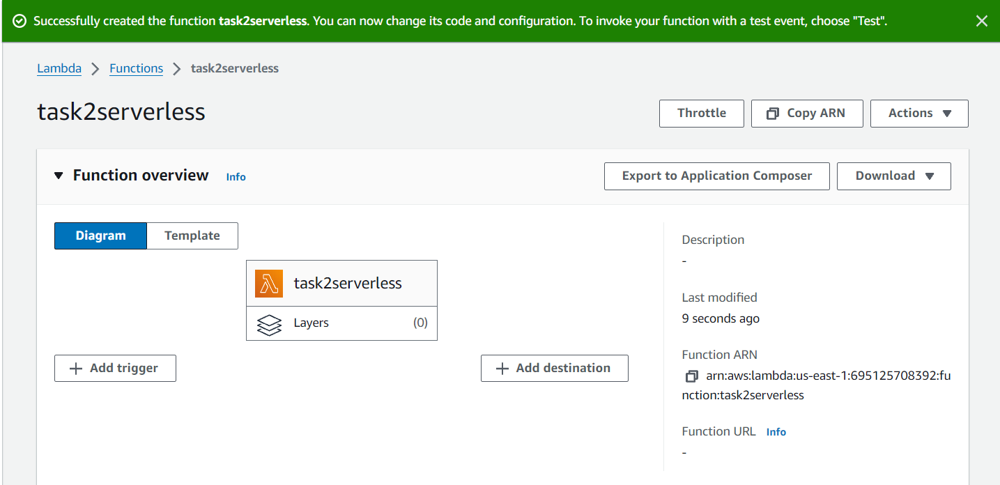 Successfully created the function task2serverless. You can now change its code and configuration. To invoke your function with a test event, choose "Test".
Lambda > Functions > task2serverless
task2serverless
Throttle
Copy ARN
Actions
Function overview Info
Export to Application Composer
Download
Diagram
Template
task2serverless
Layers (0)
+ Add trigger
+ Add destination
Description
-
Last modified
9 seconds ago
Function ARN
arn:aws:lambda:us-east-1:695125708392:fu
nction:task2serverless
Function URL Info
-